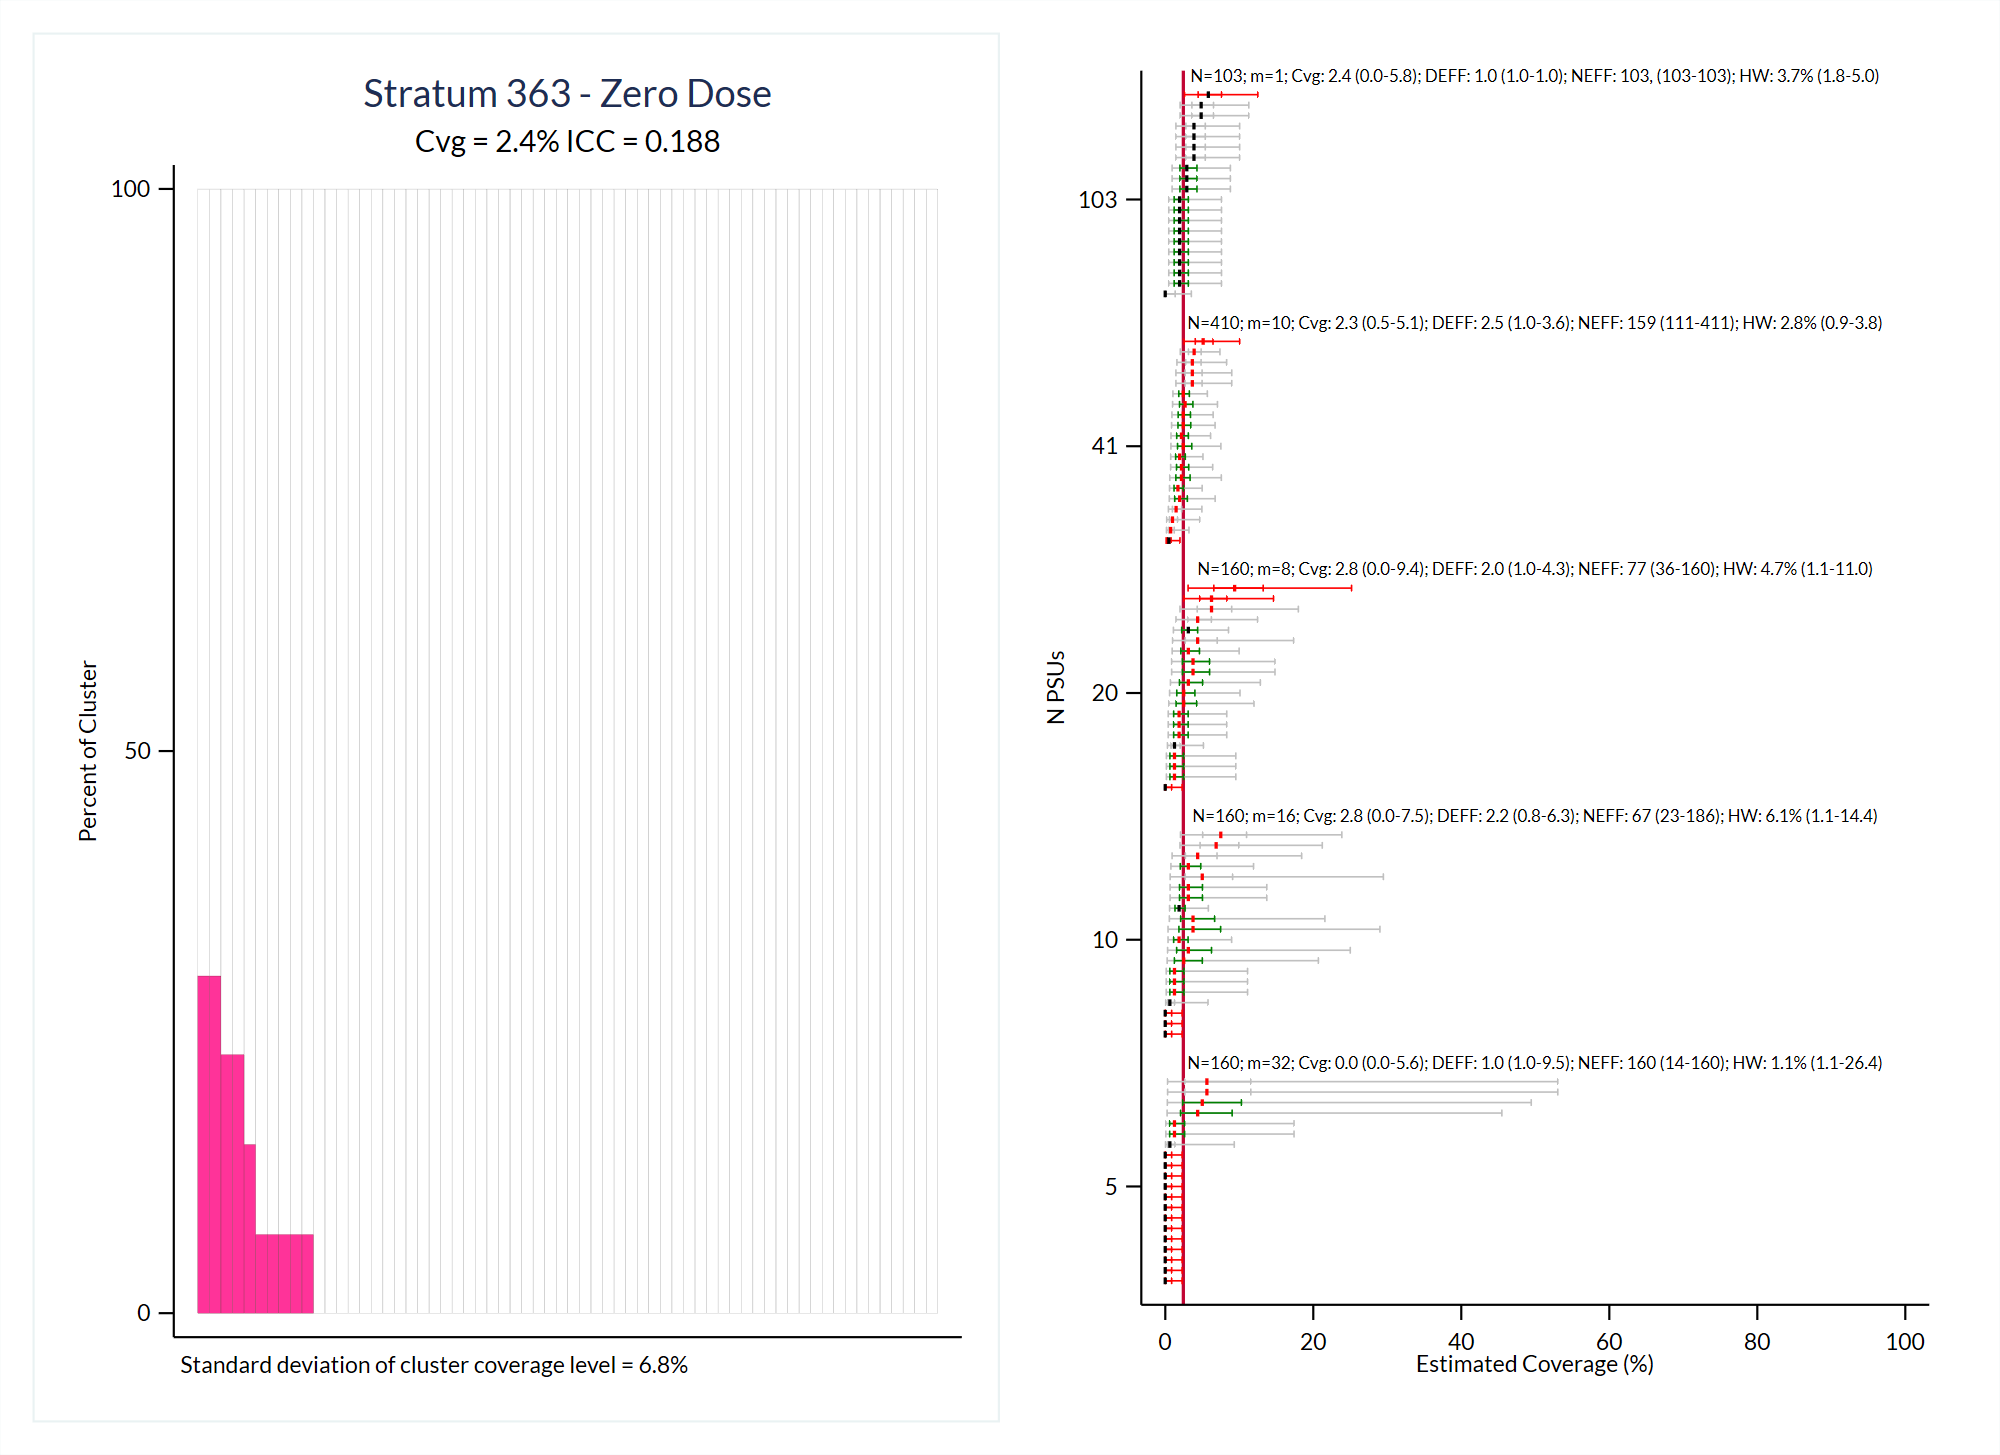 Stratum 363 - Zero Dose
Cvg = 2.4% ICC = 0.188
100
50
0
Percent of Cluster
Standard deviation of cluster coverage level = 6.8%
N=103; m=1; Cvg: 2.4 (0.0-5.8); DEFF: 1.0 (1.0-1.0); NEFF: 103, (103-103); HW: 3.7% (1.8-5.0)
103
N=410; m=10; Cvg: 2.3 (0.5-5.1); DEFF: 2.5 (1.0-3.6); NEFF: 159 (111-411); HW: 2.8% (0.9-3.8)
41
N=160; m=8; Cvg: 2.8 (0.0-9.4); DEFF: 2.0 (1.0-4.3); NEFF: 77 (36-160); HW: 4.7% (1.1-11.0)
20
N=160; m=16; Cvg: 2.8 (0.0-7.5); DEFF: 2.2 (0.8-6.3); NEFF: 67 (23-186); HW: 6.1% (1.1-14.4)
10
N=160; m=32; Cvg: 0.0 (0.0-5.6); DEFF: 1.0 (1.0-9.5); NEFF: 160 (14-160); HW: 1.1% (1.1-26.4)
5
N PSUs
0 20 40 60 80 100
Estimated Coverage (%)